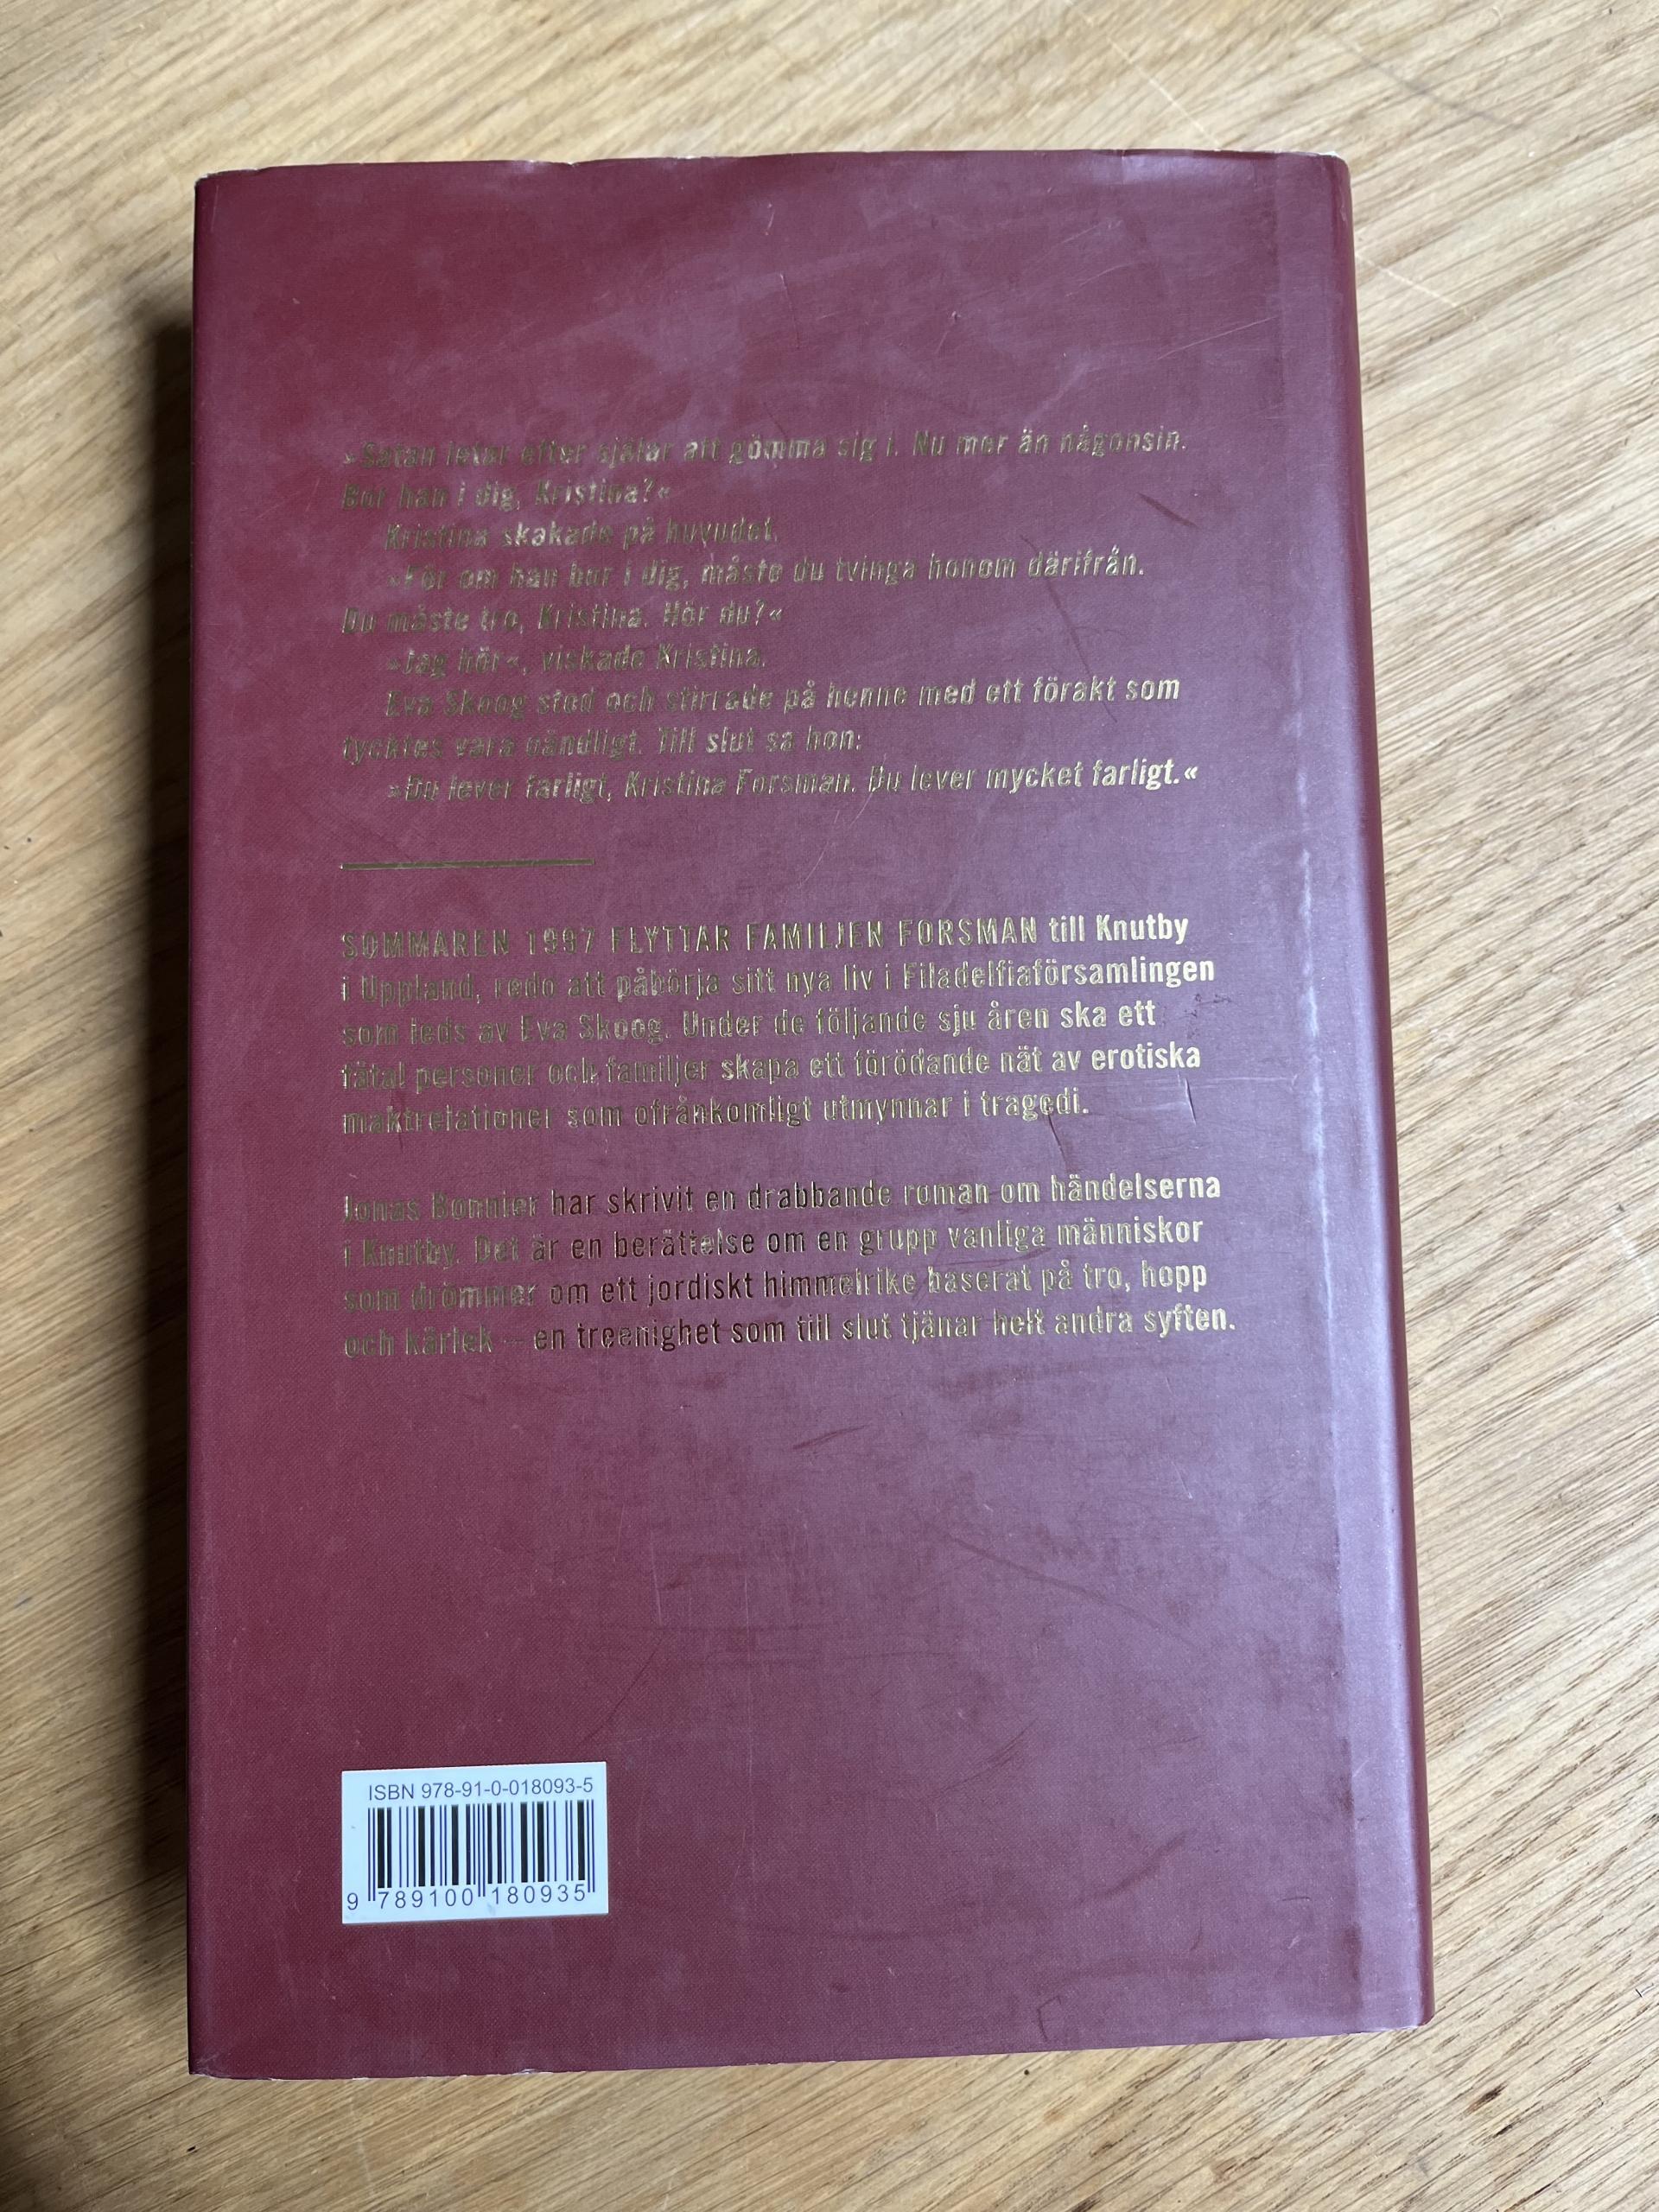 »Satan letar efter själar att gömma sig i. Nu mer än någonsin.
Bor han i dig, Kristina?«
Kristina skakade på huvudet.
»För om han bor i dig, måste du tvinga honom därifrån.
Du måste tro, Kristina. Hör du?«
»Jag hör«, viskade Kristina.
Eva Skoog stod och stirrade på henne med ett förakt som
tycktes vara oändligt. Till slut sa hon:
»Du lever farligt, Kristina Forsman. Du lever mycket farligt.«
SOMMAREN 1997 FLYTTAR FAMILJEN FORSMAN till Knutby
i Uppland, redo att påbörja sitt nya liv i Filadelfiaförsamlingen
som leds av Eva Skoog. Under de följande sju åren ska ett
fåtal personer och familjer skapa ett förödande nät av erotiska
maktrelationer som ofrånkomligt utmynnar i tragedi.
Jonas Bonnier har skrivit en drabbande roman om händelserna
i Knutby. Det är en berättelse om en grupp vanliga människor
som drömmer om ett jordiskt himmelrike baserat på tro, hopp
och kärlek – en treenighet som till slut tjänar helt andra syften.
ISBN 978-91-0-018093-5
9 789100 180935